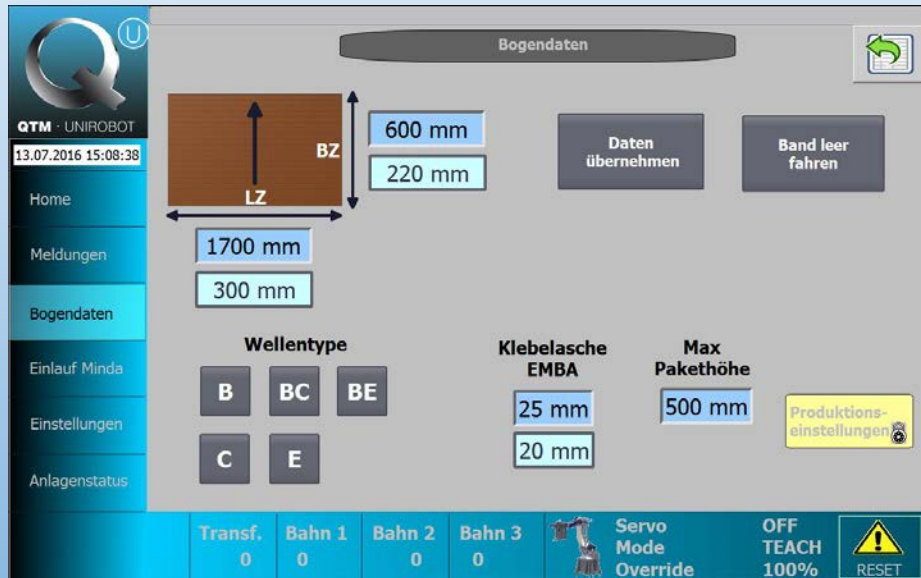 U
Q
QTM · UNIROBOT
13.07.2016 15:08:38
Home
Meldungen
Bogendaten
Einlauf Minda
Einstellungen
Anlagenstatus
Bogendaten
BZ
LZ
600 mm
220 mm
1700 mm
300 mm
Daten
übernehmen
Band leer
fahren
Wellentype
B BC BE
C E
Klebelasche
EMBA
25 mm
20 mm
Max
Pakethöhe
500 mm
Produktions-
einstellungen
Transf. Bahn 1 Bahn 2 Bahn 3
0 0 0 0
Servo OFF
Mode TEACH
Override 100%
RESET